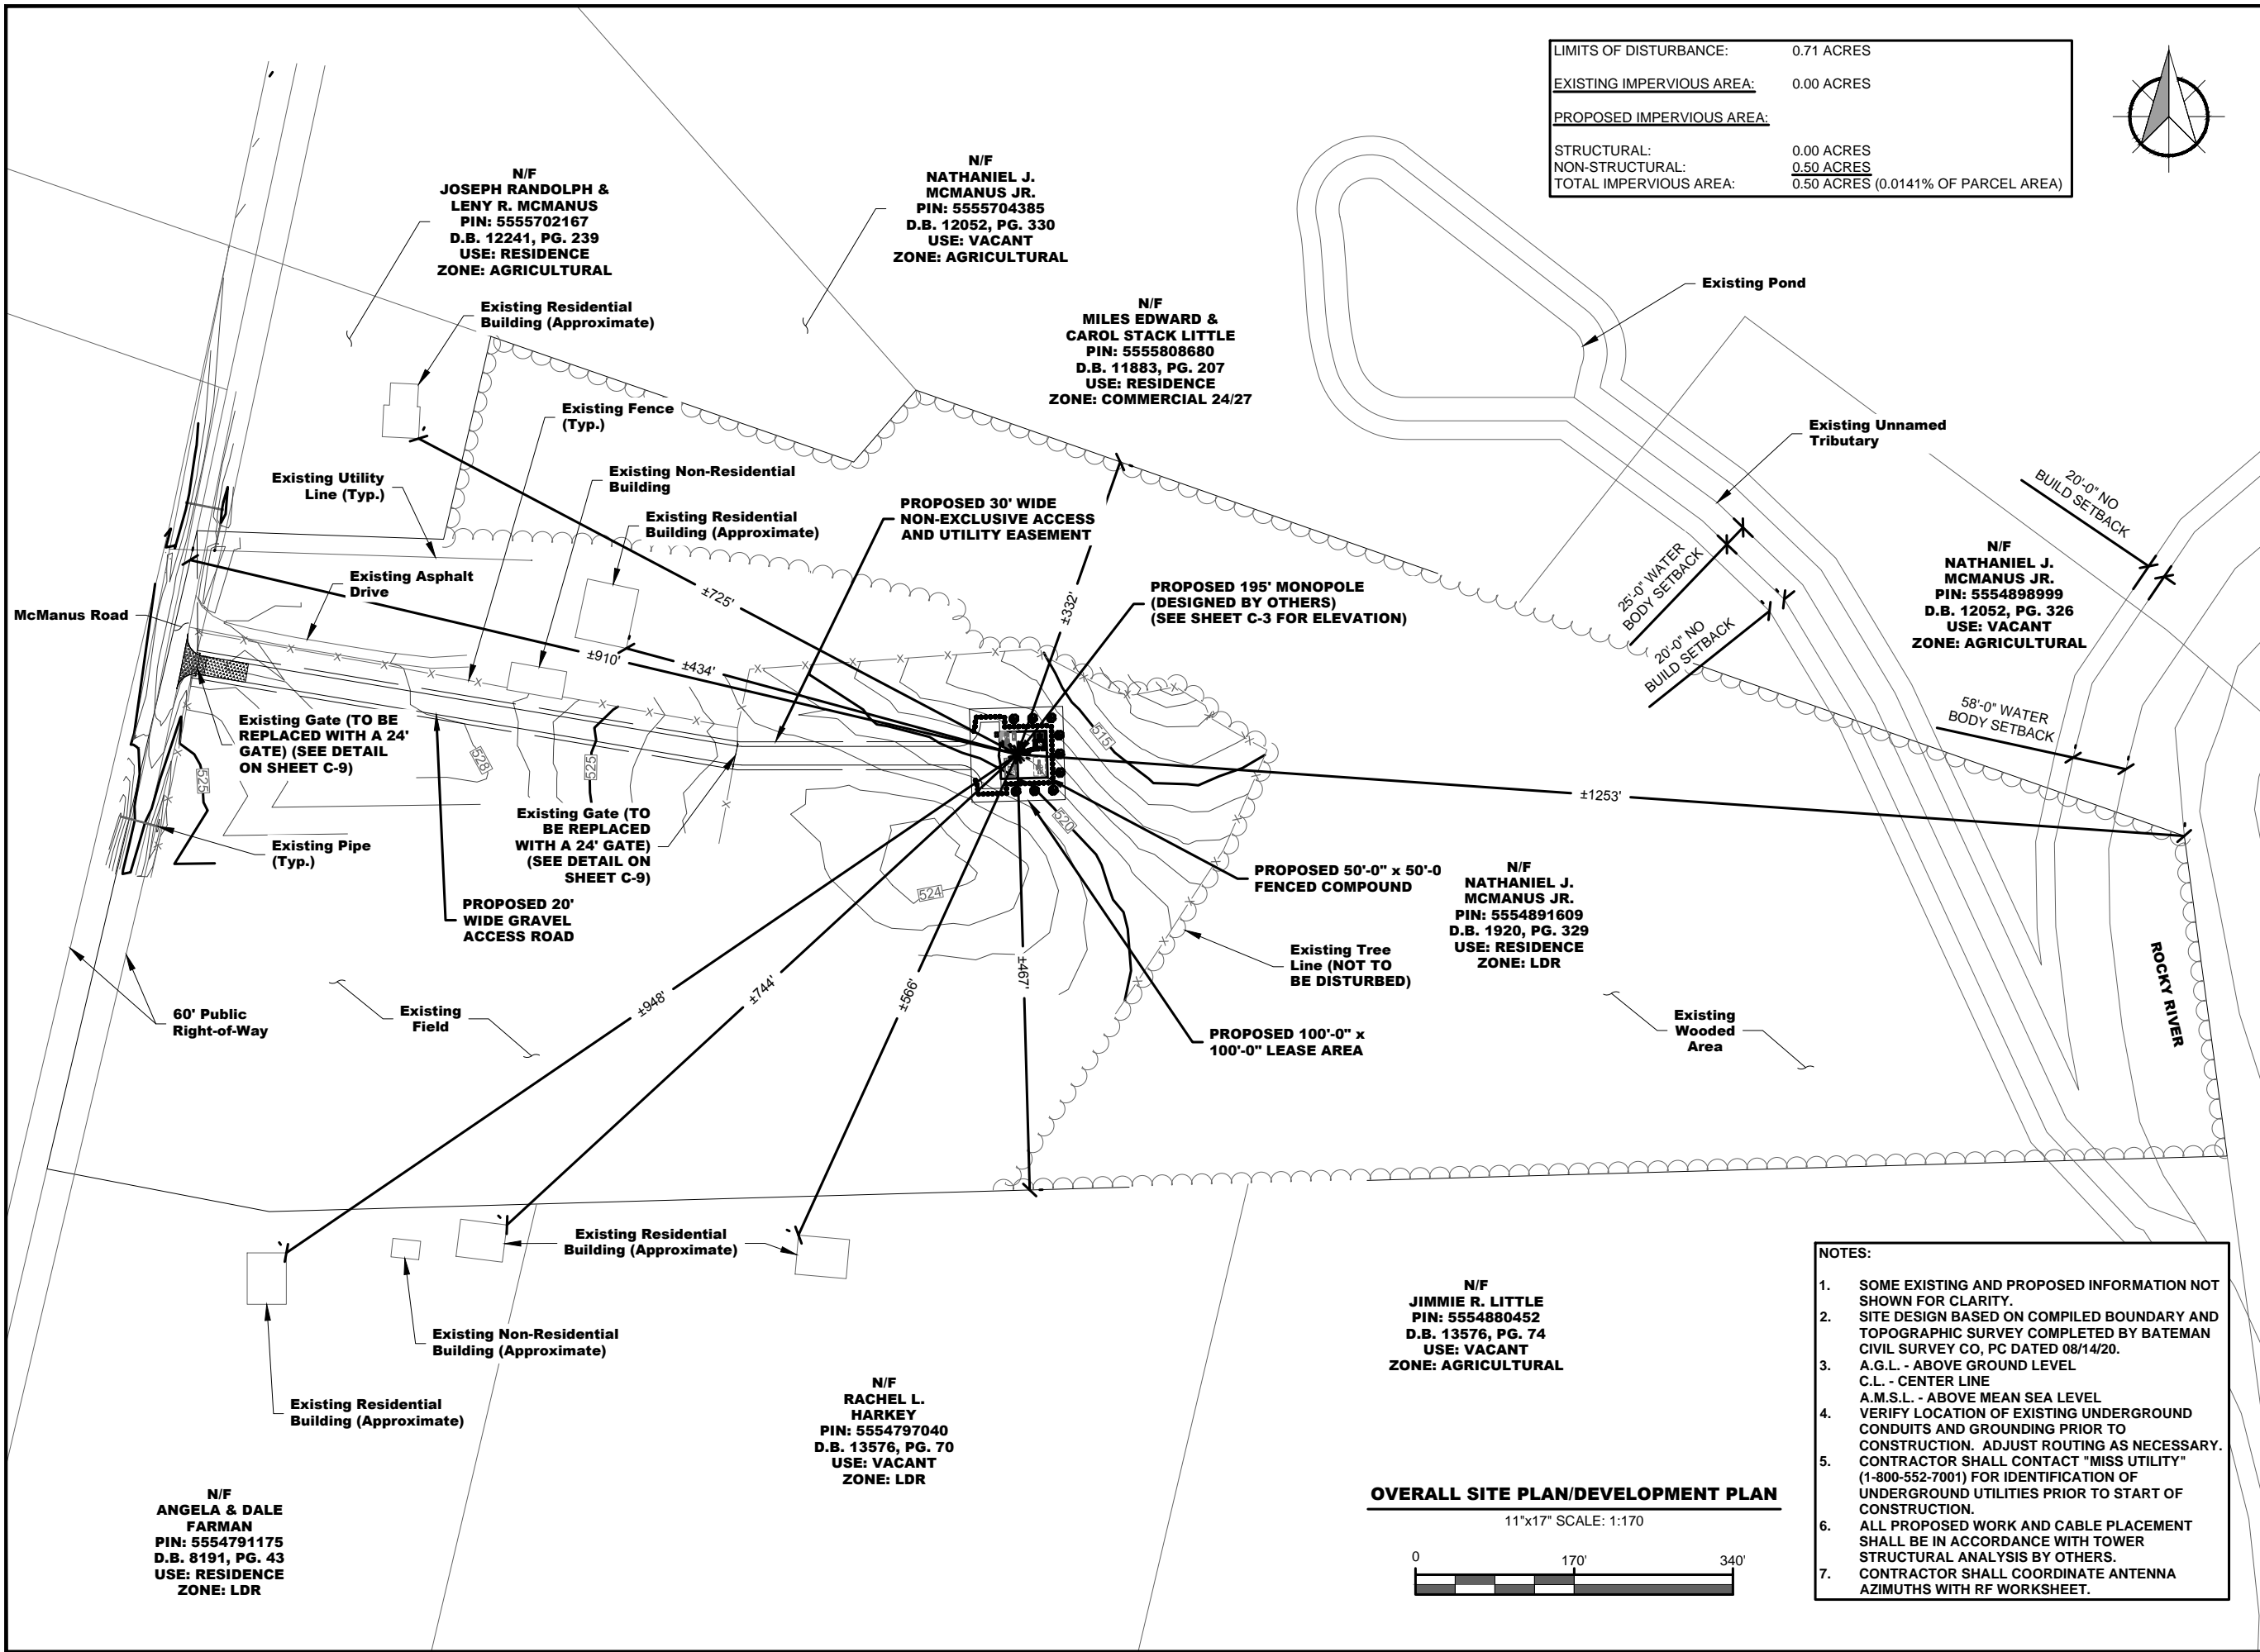 LIMITS OF DISTURBANCE: 0.71 ACRES
EXISTING IMPERVIOUS AREA: 0.00 ACRES
PROPOSED IMPERVIOUS AREA:
STRUCTURAL: 0.00 ACRES
NON-STRUCTURAL: 0.50 ACRES
TOTAL IMPERVIOUS AREA: 0.50 ACRES (0.0141% OF PARCEL AREA)
N/F
JOSEPH RANDOLPH &
LENY R. MCMANUS
PIN: 5555702167
D.B. 12241, PG. 239
USE: RESIDENCE
ZONE: AGRICULTURAL
N/F
NATHANIEL J.
MCMANUS JR.
PIN: 5555704385
D.B. 12052, PG. 330
USE: VACANT
ZONE: AGRICULTURAL
N/F
MILES EDWARD &
CAROL STACK LITTLE
PIN: 5555808680
D.B. 11883, PG. 207
USE: RESIDENCE
ZONE: COMMERCIAL 24/27
Existing Pond
Existing Residential
Building (Approximate)
Existing Fence
(Typ.)
Existing Unnamed
Tributary
Existing Utility
Line (Typ.)
Existing Non-Residential
Building
Existing Residential
Building (Approximate)
PROPOSED 30' WIDE
NON-EXCLUSIVE ACCESS
AND UTILITY EASEMENT
20'-0" NO
BUILD SETBACK
25'-0" WATER
BODY SETBACK
20'-0" NO
BUILD SETBACK
58'-0" WATER
BODY SETBACK
N/F
NATHANIEL J.
MCMANUS JR.
PIN: 5554898999
D.B. 12052, PG. 326
USE: VACANT
ZONE: AGRICULTURAL
Existing Asphalt
Drive
McManus Road
PROPOSED 195' MONOPOLE
(DESIGNED BY OTHERS)
(SEE SHEET C-3 FOR ELEVATION)
±725'
±332'
±910'
±434'
±1253'
Existing Gate (TO BE
REPLACED WITH A 24'
GATE) (SEE DETAIL
ON SHEET C-9)
528
525
525
515
520
524
Existing Gate (TO
BE REPLACED
WITH A 24' GATE)
(SEE DETAIL ON
SHEET C-9)
Existing Pipe
(Typ.)
PROPOSED 20'
WIDE GRAVEL
ACCESS ROAD
PROPOSED 50'-0" x 50'-0
FENCED COMPOUND
N/F
NATHANIEL J.
MCMANUS JR.
PIN: 5554891609
D.B. 1920, PG. 329
USE: RESIDENCE
ZONE: LDR
Existing Tree
Line (NOT TO
BE DISTURBED)
ROCKY RIVER
60' Public
Right-of-Way
Existing
Field
±948'
±744'
±566'
±467'
PROPOSED 100'-0" x
100'-0" LEASE AREA
Existing
Wooded
Area
Existing Residential
Building (Approximate)
Existing Non-Residential
Building (Approximate)
Existing Residential
Building (Approximate)
N/F
ANGELA & DALE
FARMAN
PIN: 5554791175
D.B. 8191, PG. 43
USE: RESIDENCE
ZONE: LDR
N/F
RACHEL L.
HARKEY
PIN: 5554797040
D.B. 13576, PG. 70
USE: VACANT
ZONE: LDR
N/F
JIMMIE R. LITTLE
PIN: 5554880452
D.B. 13576, PG. 74
USE: VACANT
ZONE: AGRICULTURAL
OVERALL SITE PLAN/DEVELOPMENT PLAN
11"x17" SCALE: 1:170
0 170' 340'
NOTES:
1. SOME EXISTING AND PROPOSED INFORMATION NOT
SHOWN FOR CLARITY.
2. SITE DESIGN BASED ON COMPILED BOUNDARY AND
TOPOGRAPHIC SURVEY COMPLETED BY BATEMAN
CIVIL SURVEY CO, PC DATED 08/14/20.
3. A.G.L. - ABOVE GROUND LEVEL
C.L. - CENTER LINE
A.M.S.L. - ABOVE MEAN SEA LEVEL
4. VERIFY LOCATION OF EXISTING UNDERGROUND
CONDUITS AND GROUNDING PRIOR TO
CONSTRUCTION. ADJUST ROUTING AS NECESSARY.
5. CONTRACTOR SHALL CONTACT "MISS UTILITY"
(1-800-552-7001) FOR IDENTIFICATION OF
UNDERGROUND UTILITIES PRIOR TO START OF
CONSTRUCTION.
6. ALL PROPOSED WORK AND CABLE PLACEMENT
SHALL BE IN ACCORDANCE WITH TOWER
STRUCTURAL ANALYSIS BY OTHERS.
7. CONTRACTOR SHALL COORDINATE ANTENNA
AZIMUTHS WITH RF WORKSHEET.